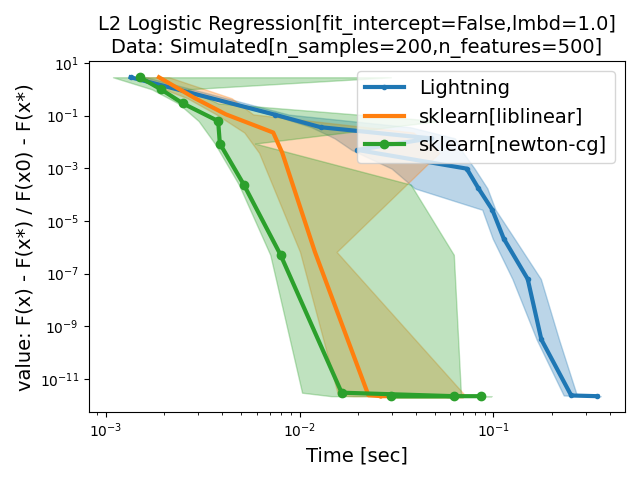 L2 Logistic Regression[fit_intercept=False,lmbd=1.0]
Data: Simulated[n_samples=200,n_features=500]
value: F(x) - F(x*) / F(x0) - F(x*)
10¹
10⁻¹
10⁻³
10⁻⁵
10⁻⁷
10⁻⁹
10⁻¹¹
Lightning
sklearn[liblinear]
sklearn[newton-cg]
10⁻³
10⁻²
10⁻¹
Time [sec]